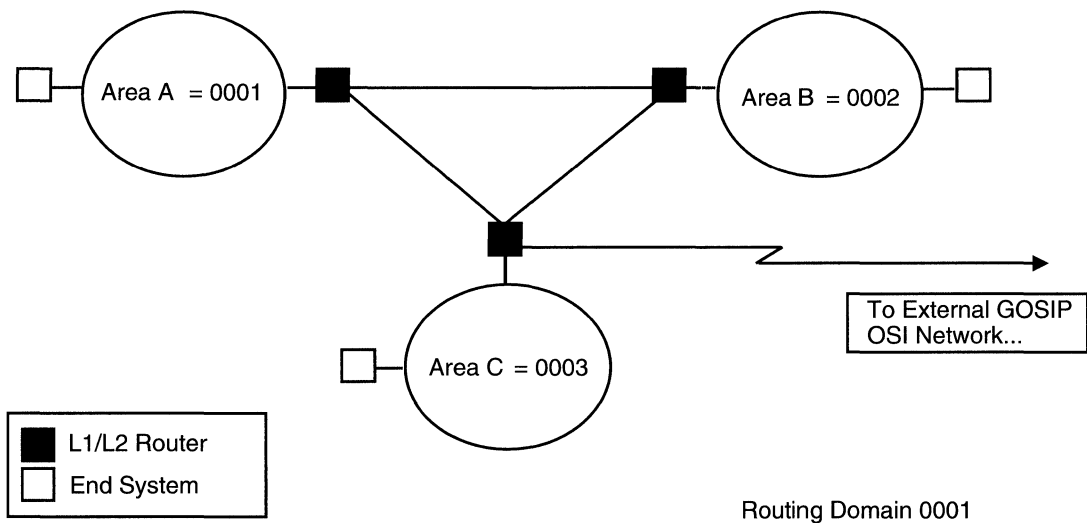 Area A = 0001
Area B = 0002
To External GOSIP
OSI Network...
Area C = 0003
L1/L2 Router
End System
Routing Domain 0001